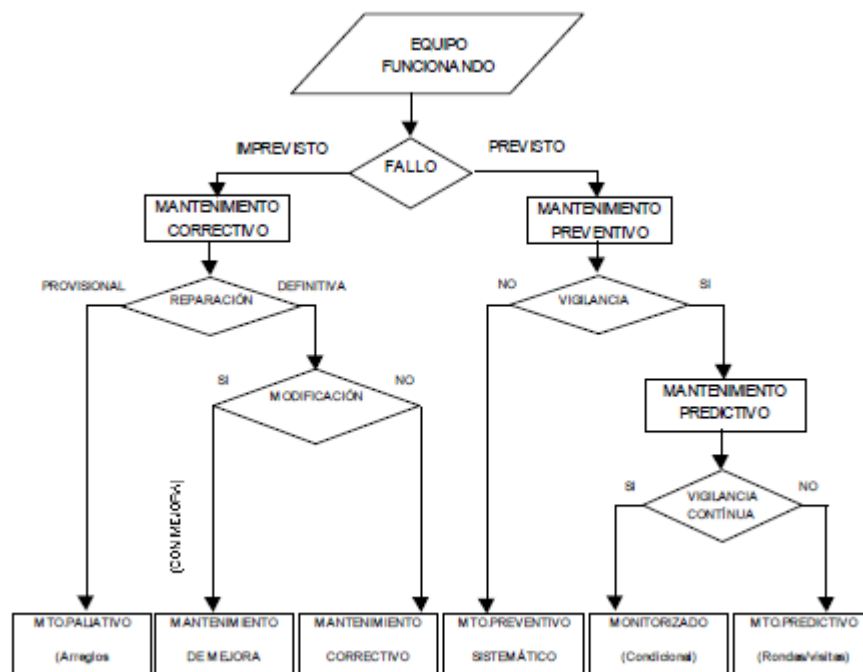 EQUIPO
FUNCIONANDO
IMPREVISTO
FALLO
PREVISTO
MANTENIMIENTO
CORRECTIVO
MANTENIMIENTO
PREVENTIVO
PROVISIONAL
REPARACIÓN
DEFINITIVA
NO
VIGILANCIA
SI
SI
MODIFICACIÓN
NO
MANTENIMIENTO
PREDICTIVO
(CON MEJORA)
SI
VIGILANCIA
CONTÍNUA
NO
MTO.PALIATIVO
(Arreglos
MANTENIMIENTO
DE MEJORA
MANTENIMIENTO
CORRECTIVO
MTO.PREVENTIVO
SISTEMÁTICO
MONITORIZADO
(Condicional)
MTO.PREDICTIVO
(Rondas/visitas)